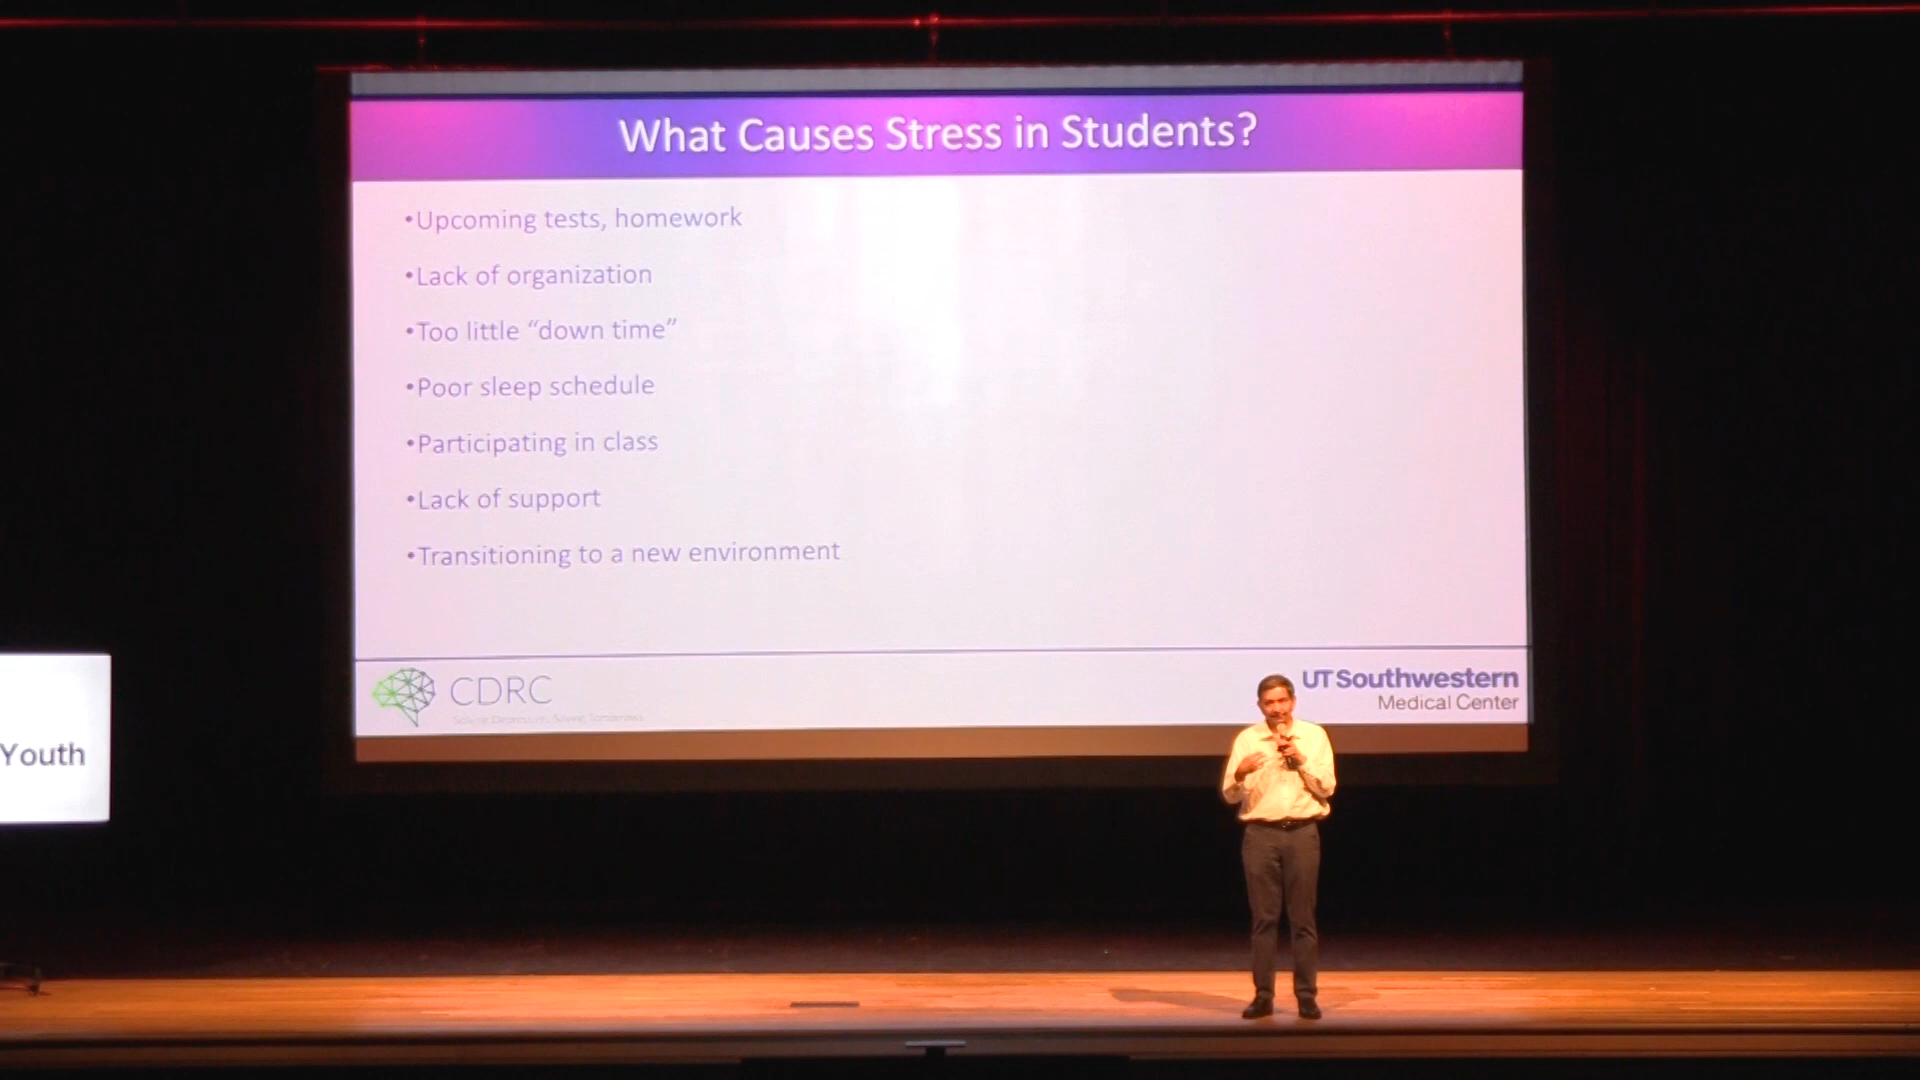 What Causes Stress in Students?
•Upcoming tests, homework
•Lack of organization
•Too little “down time”
•Poor sleep schedule
•Participating in class
•Lack of support
•Transitioning to a new environment
CDRC
UT Southwestern
Medical Center
Youth